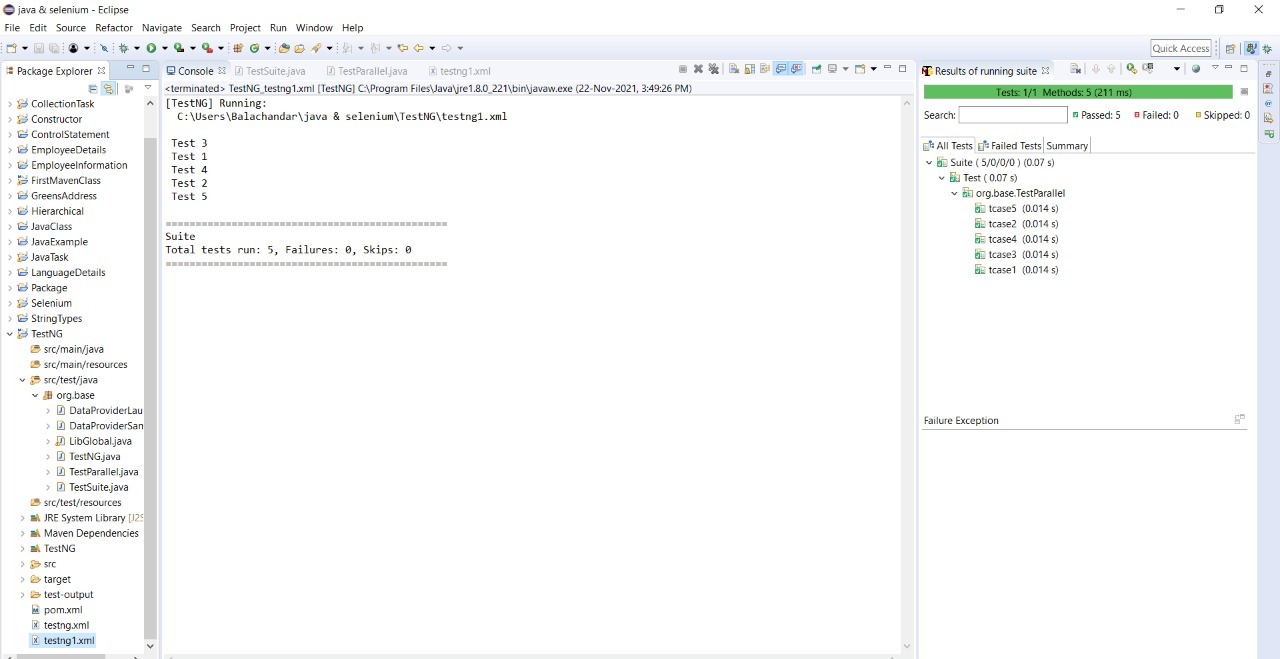 java & selenium - Eclipse
File Edit Source Refactor Navigate Search Project Run Window Help
Quick Access
Package Explorer
CollectionTask
Constructor
ControlStatement
EmployeeDetails
EmployeeInformation
FirstMavenClass
GreensAddress
Hierarchical
JavaClass
JavaExample
JavaTask
LanguageDetails
Package
Selenium
StringTypes
TestNG
src/main/java
src/main/resources
src/test/java
org.base
DataProviderLau
DataProviderSam
LibGlobal.java
TestNG.java
TestParallel.java
TestSuite.java
src/test/resources
JRE System Library [J2S
Maven Dependencies
TestNG
src
target
test-output
pom.xml
testng.xml
testng1.xml
Console TestSuite.java TestParallel.java testng1.xml
<terminated> TestNG_testng1.xml [TestNG] C:\Program Files\Java\jre1.8.0_221\bin\javaw.exe (22-Nov-2021, 3:49:26 PM)
[TestNG] Running:
C:\Users\Balachandar\java & selenium\TestNG\testng1.xml
Test 3
Test 1
Test 4
Test 2
Test 5
===============================================
Suite
Total tests run: 5, Failures: 0, Skips: 0
===============================================
Results of running suite
Tests: 1/1 Methods: 5 (211 ms)
Search: Passed: 5 Failed: 0 Skipped: 0
All Tests Failed Tests Summary
Suite ( 5/0/0/0 ) (0.07 s)
Test ( 0.07 s)
org.base.TestParallel
tcase5 (0.014 s)
tcase2 (0.014 s)
tcase4 (0.014 s)
tcase3 (0.014 s)
tcase1 (0.014 s)
Failure Exception